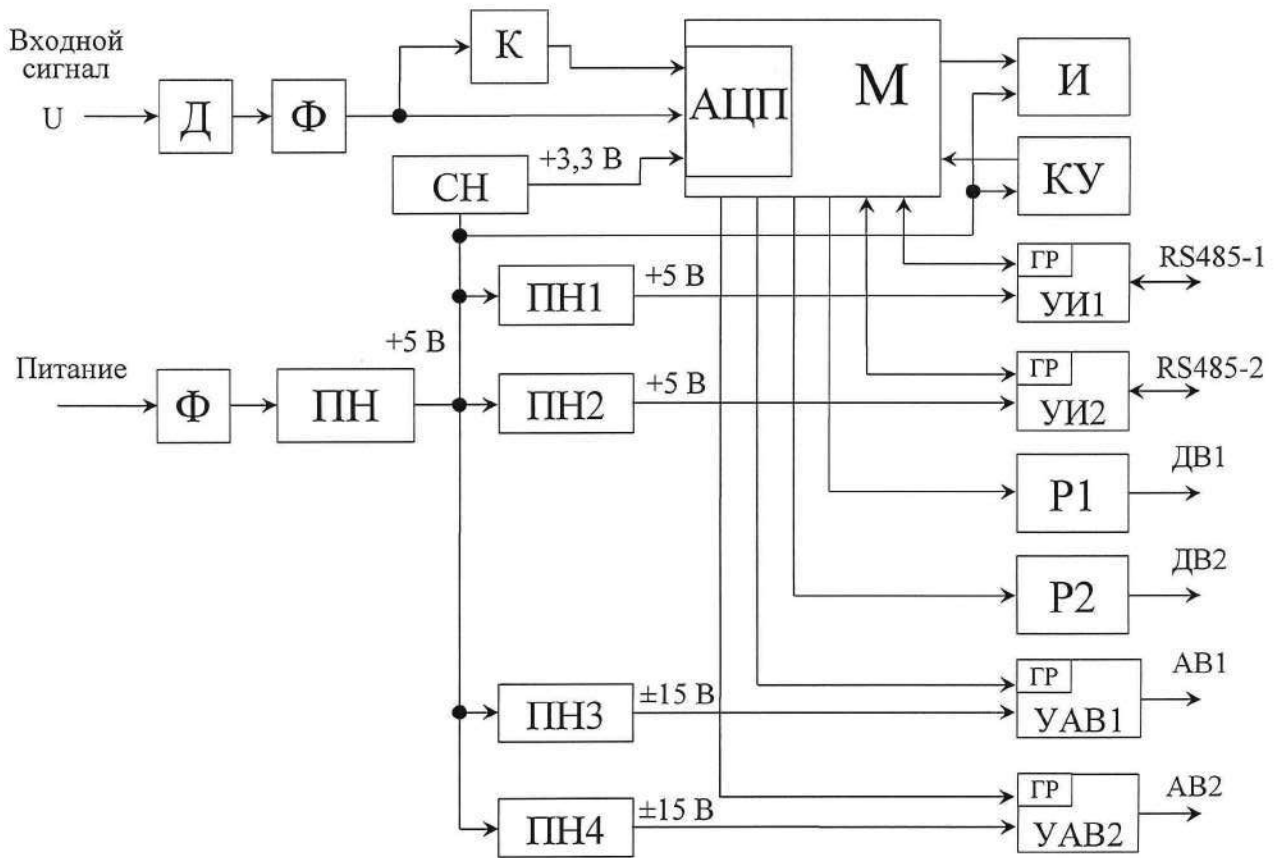 Входной
сигнал
U
Д
Ф
К
АЦП
М
И
КУ
+3,3 В
СН
ГР
УИ1
RS485-1
ПН1
+5 В
+5 В
Питание
Ф
ПН
ПН2
+5 В
ГР
УИ2
RS485-2
Р1
ДВ1
Р2
ДВ2
ПН3
±15 В
ГР
УАВ1
АВ1
ПН4
±15 В
ГР
УАВ2
АВ2